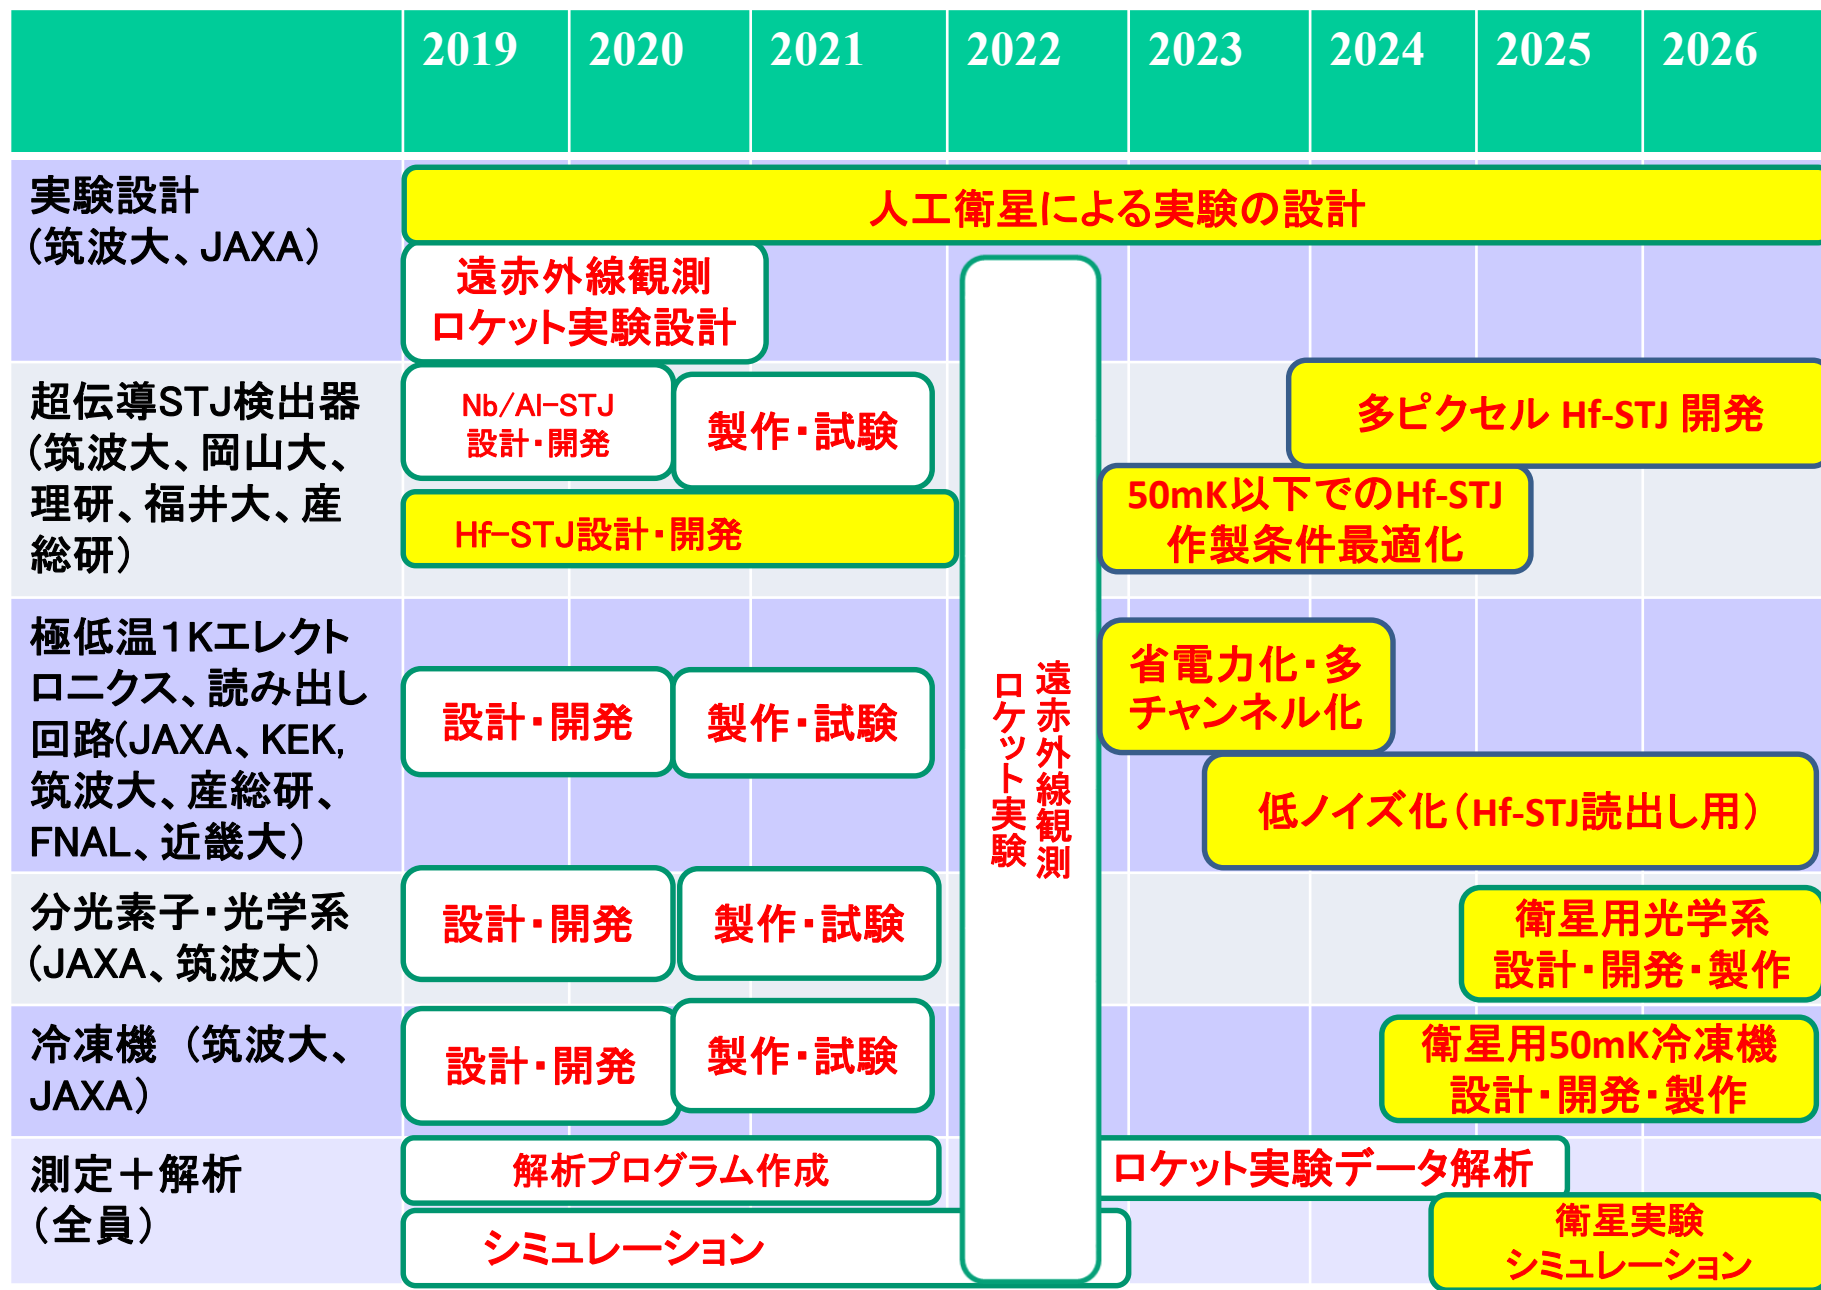 2019 2020 2021 2022 2023 2024 2025 2026
実験設計
(筑波大、JAXA)
人工衛星による実験の設計
遠赤外線観測
ロケット実験設計
超伝導STJ検出器
(筑波大、岡山大、
理研、福井大、産
総研)
Nb/Al-STJ
設計・開発
製作・試験
Hf-STJ設計・開発
多ピクセル Hf-STJ 開発
50mK以下でのHf-STJ
作製条件最適化
極低温1Kエレクト
ロニクス、読み出し
回路(JAXA、KEK,
筑波大、産総研、
FNAL、近畿大)
設計・開発
製作・試験
遠赤外線観測
ロケット実験
省電力化・多
チャンネル化
低ノイズ化(Hf-STJ読出し用)
分光素子・光学系
(JAXA、筑波大)
設計・開発
製作・試験
衛星用光学系
設計・開発・製作
冷凍機 (筑波大、
JAXA)
設計・開発
製作・試験
衛星用50mK冷凍機
設計・開発・製作
測定+解析
(全員)
解析プログラム作成
シミュレーション
ロケット実験データ解析
衛星実験
シミュレーション